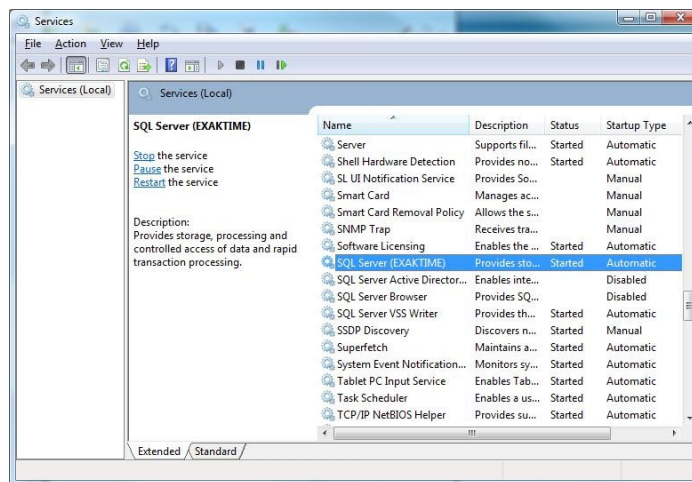 Services
File Action View Help
Services (Local)
Services (Local)
SQL Server (EXAKTIME)
Stop the service
Pause the service
Restart the service
Description:
Provides storage, processing and
controlled access of data and rapid
transaction processing.
Name Description Status Startup Type
Server Supports fil... Started Automatic
Shell Hardware Detection Provides no... Started Automatic
SL UI Notification Service Provides So... Manual
Smart Card Manages ac... Manual
Smart Card Removal Policy Allows the s... Manual
SNMP Trap Receives tra... Manual
Software Licensing Enables the ... Started Automatic
SQL Server (EXAKTIME) Provides sto... Started Automatic
SQL Server Active Director... Enables inte... Disabled
SQL Server Browser Provides SQ... Disabled
SQL Server VSS Writer Provides th... Started Automatic
SSDP Discovery Discovers n... Started Manual
Superfetch Maintains a... Started Automatic
System Event Notification... Monitors sy... Started Automatic
Tablet PC Input Service Enables Tab... Started Automatic
Task Scheduler Enables a us... Started Automatic
TCP/IP NetBIOS Helper Provides su... Started Automatic
Extended Standard